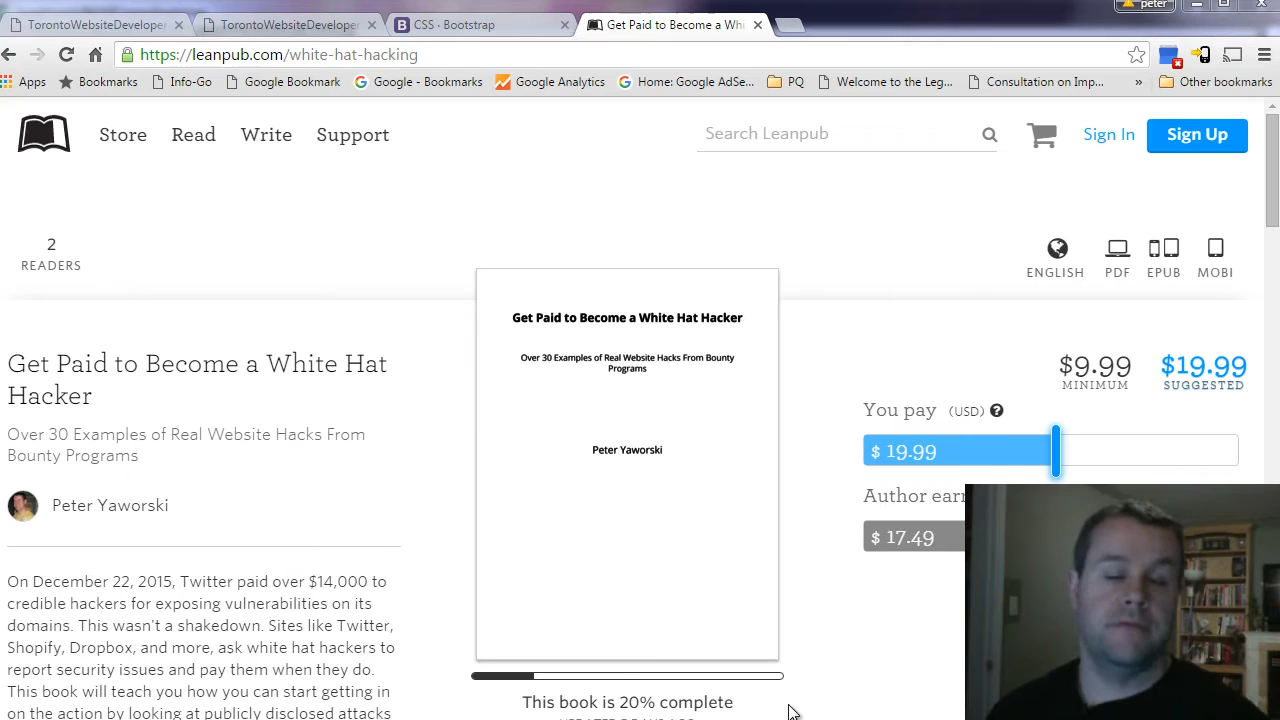 peter
TorontoWebsiteDeveloper
TorontoWebsiteDeveloper
CSS · Bootstrap
Get Paid to Become a Whi
https://leanpub.com/white-hat-hacking
Apps
Bookmarks
Info-Go
Google Bookmark
Google - Bookmarks
Google Analytics
Home: Google AdSe...
PQ
Welcome to the Leg...
Consultation on Imp...
»
Other bookmarks
Store
Read
Write
Support
Search Leanpub
Sign In
Sign Up
2
READERS
ENGLISH
PDF
EPUB
MOBI
Get Paid to Become a White Hat Hacker
Over 30 Examples of Real Website Hacks From Bounty
Programs
Peter Yaworski
Get Paid to Become a White Hat
Hacker
Over 30 Examples of Real Website Hacks From
Bounty Programs
Peter Yaworski
$9.99
MINIMUM
$19.99
SUGGESTED
You pay (USD) ?
$ 19.99
Author earn
$ 17.49
On December 22, 2015, Twitter paid over $14,000 to
credible hackers for exposing vulnerabilities on its
domains. This wasn't a shakedown. Sites like Twitter,
Shopify, Dropbox, and more, ask white hat hackers to
report security issues and pay them when they do.
This book will teach you how you can start getting in
on the action by looking at publicly disclosed attacks
This book is 20% complete